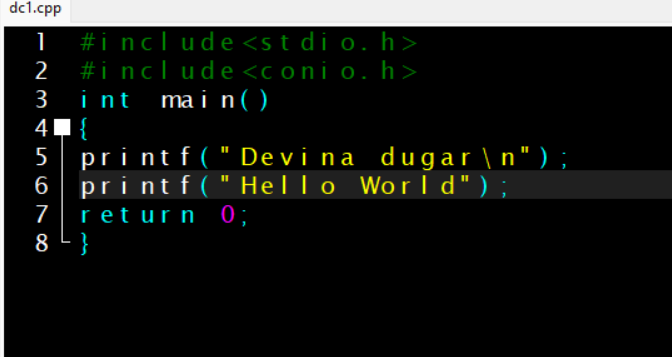 dc1.cpp
1 #include<stdio.h>
2 #include<conio.h>
3 int main()
4 {
5 printf("Devina dugar\n");
6 printf("Hello World");
7 return 0;
8 }